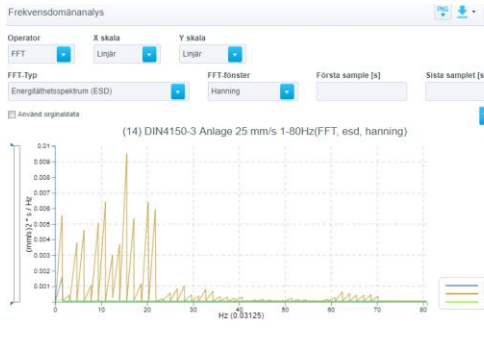 Frekvensdomänanalys
PNG
Operator X skala Y skala
FFT Linjär Linjär
FFT-Typ FFT-fönster Första sample [s] Sista samplet [s
Energitäthetsspektrum (ESD) Hanning
Använd orginaldata
(14) DIN4150-3 Anlage 25 mm/s 1-80Hz(FFT, esd, hanning)
0.01
0.009
0.008
0.007
0.006
0.005
0.004
0.003
0.002
0.001
(mm/s)2 * s / Hz
0 10 20 30 40 50 60 70 80
Hz (0.03125)